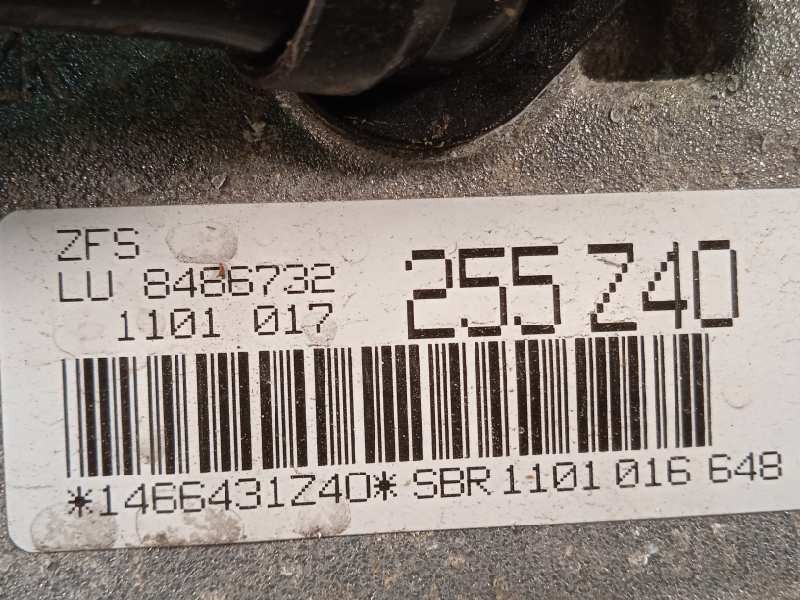 ZFS
LU 8486732
1101 017
255 Z40
*1466431Z40* SBR 1101 016 648